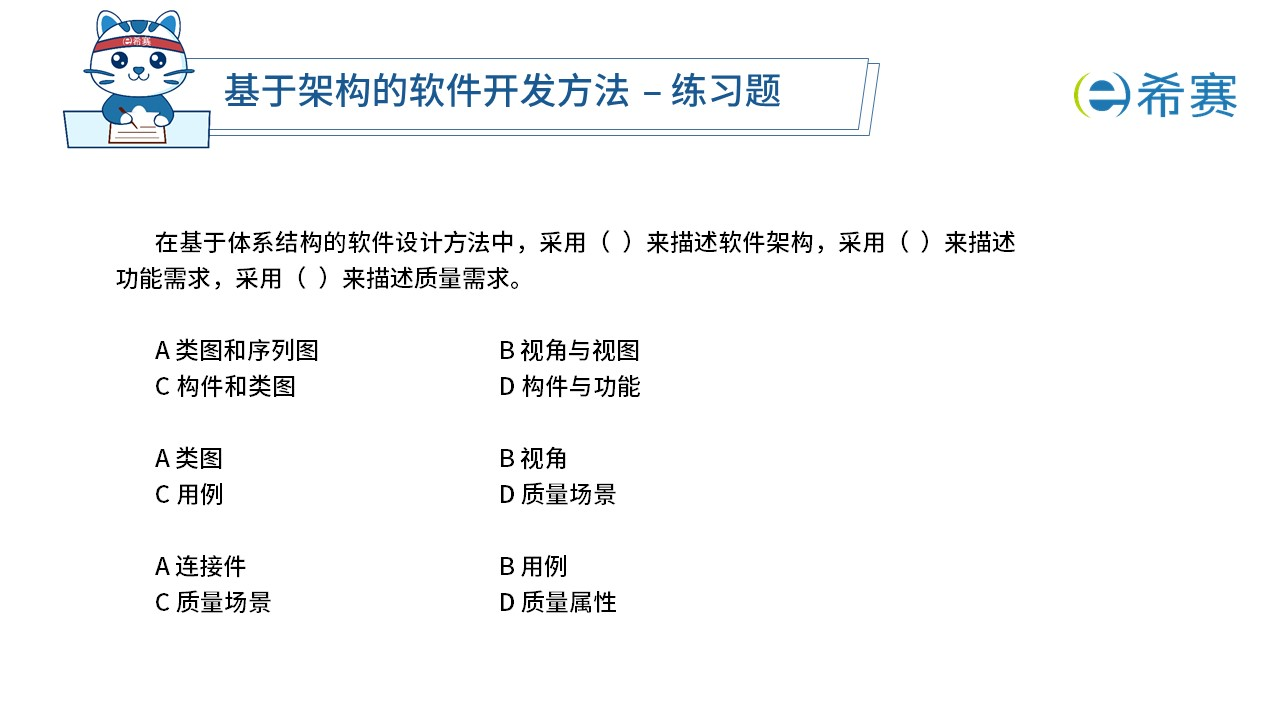 希赛
基于架构的软件开发方法 – 练习题
希赛
在基于体系结构的软件设计方法中，采用（ ）来描述软件架构，采用（ ）来描述
功能需求，采用（ ）来描述质量需求。
A 类图和序列图 B 视角与视图
C 构件和类图 D 构件与功能
A 类图 B 视角
C 用例 D 质量场景
A 连接件 B 用例
C 质量场景 D 质量属性